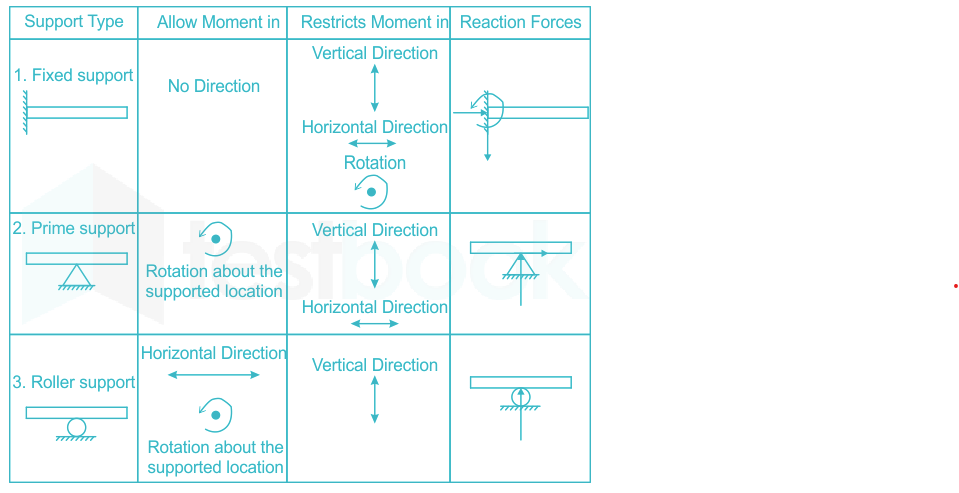 Support Type
Allow Moment in
Restricts Moment in
Reaction Forces
1. Fixed support
No Direction
Vertical Direction
Horizontal Direction
Rotation
2. Prime support
Rotation about the
supported location
Vertical Direction
Horizontal Direction
3. Roller support
Horizontal Direction
Rotation about the
supported location
Vertical Direction
testbook